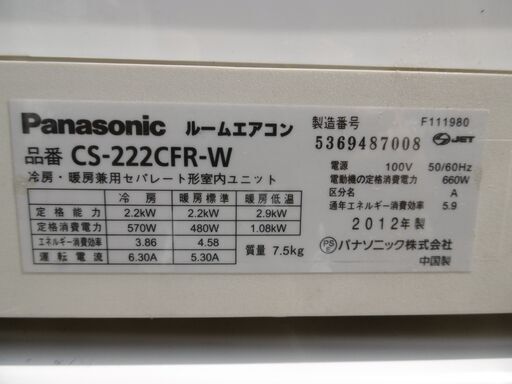 Panasonic ルームエアコン
品番 CS-222CFR-W
冷房・暖房兼用セパレート形室内ユニット
冷房 暖房標準 暖房低温
定格能力 2.2kW 2.2kW 2.9kW
定格消費電力 570W 480W 1.08kW
エネルギー消費効率 3.86 4.58
運転電流 6.30A 5.30A
質量 7.5kg
製造番号 F111980
5369487008 JET
電源 100V 50/60Hz
電動機の定格消費電力 660W
区分名 A
通年エネルギー消費効率 5.9
2012年製
PSE パナソニック株式会社
中国製